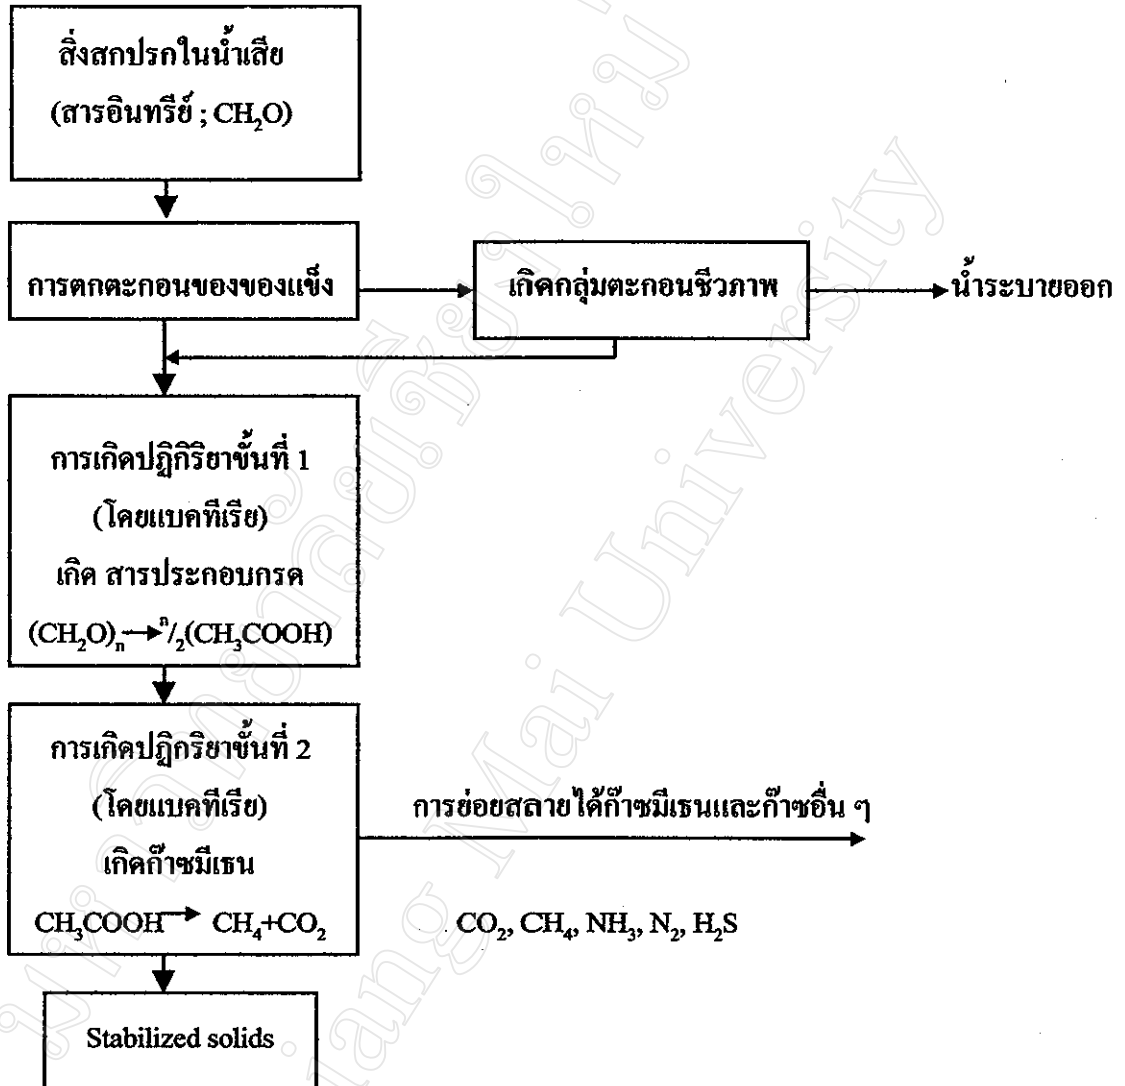 สิ่งสกปรกในน้ำเสีย
(สารอินทรีย์ ; CH₂O)
การตกตะกอนของของแข็ง
เกิดกลุ่มตะกอนชีวภาพ
น้ำระบายออก
การเกิดปฏิกิริยาขั้นที่ 1
(โดยแบคทีเรีย)
เกิด สารประกอบกรด
(CH₂O)ₙ→ⁿ/₂(CH₃COOH)
การเกิดปฏิกริยาขั้นที่ 2
(โดยแบคทีเรีย)
เกิดก๊าซมีเธน
CH₃COOH → CH₄+CO₂
การย่อยสลายได้ก๊าซมีเธนและก๊าซอื่น ๆ
CO₂, CH₄, NH₃, N₂, H₂S
Stabilized solids
Mai University